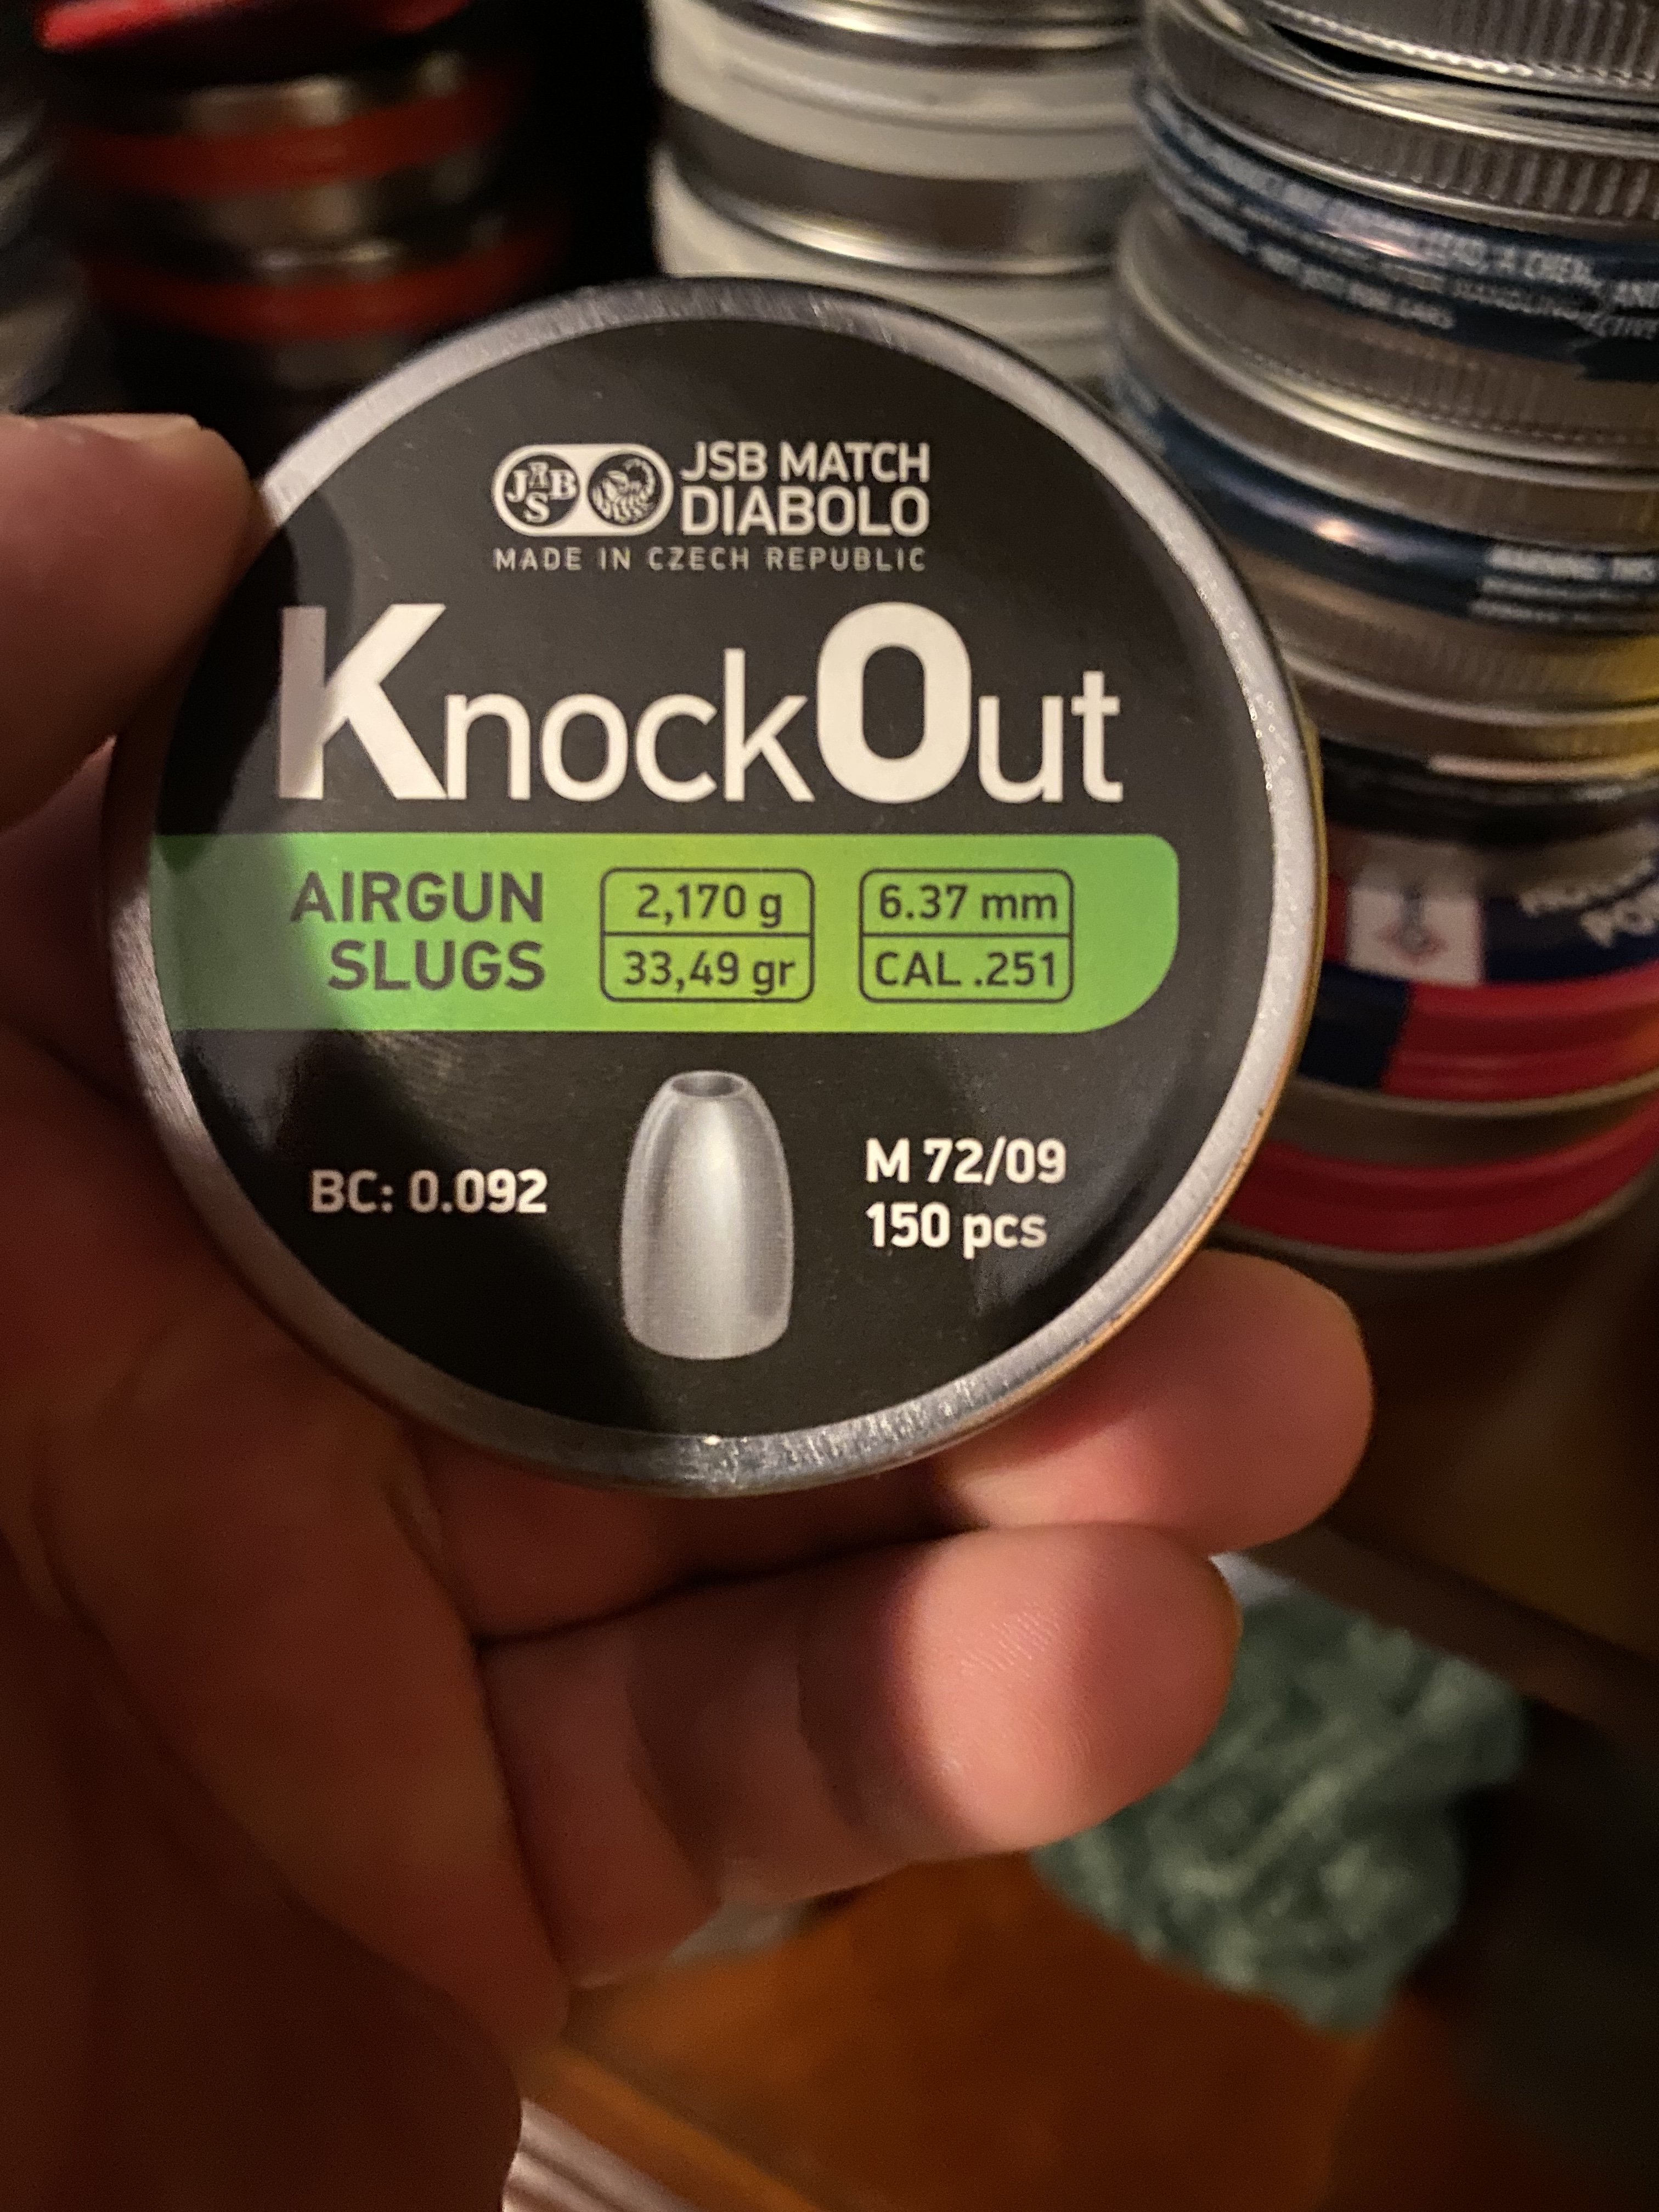 JSB MATCH
DIABOLO
MADE IN CZECH REPUBLIC
KnockOut
AIRGUN
SLUGS
2,170 g
33,49 gr
6.37 mm
CAL .251
BC: 0.092
M 72/09
150 pcs